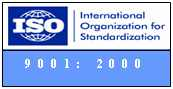 ISO
International
Organization for
Standardization
9001: 2000